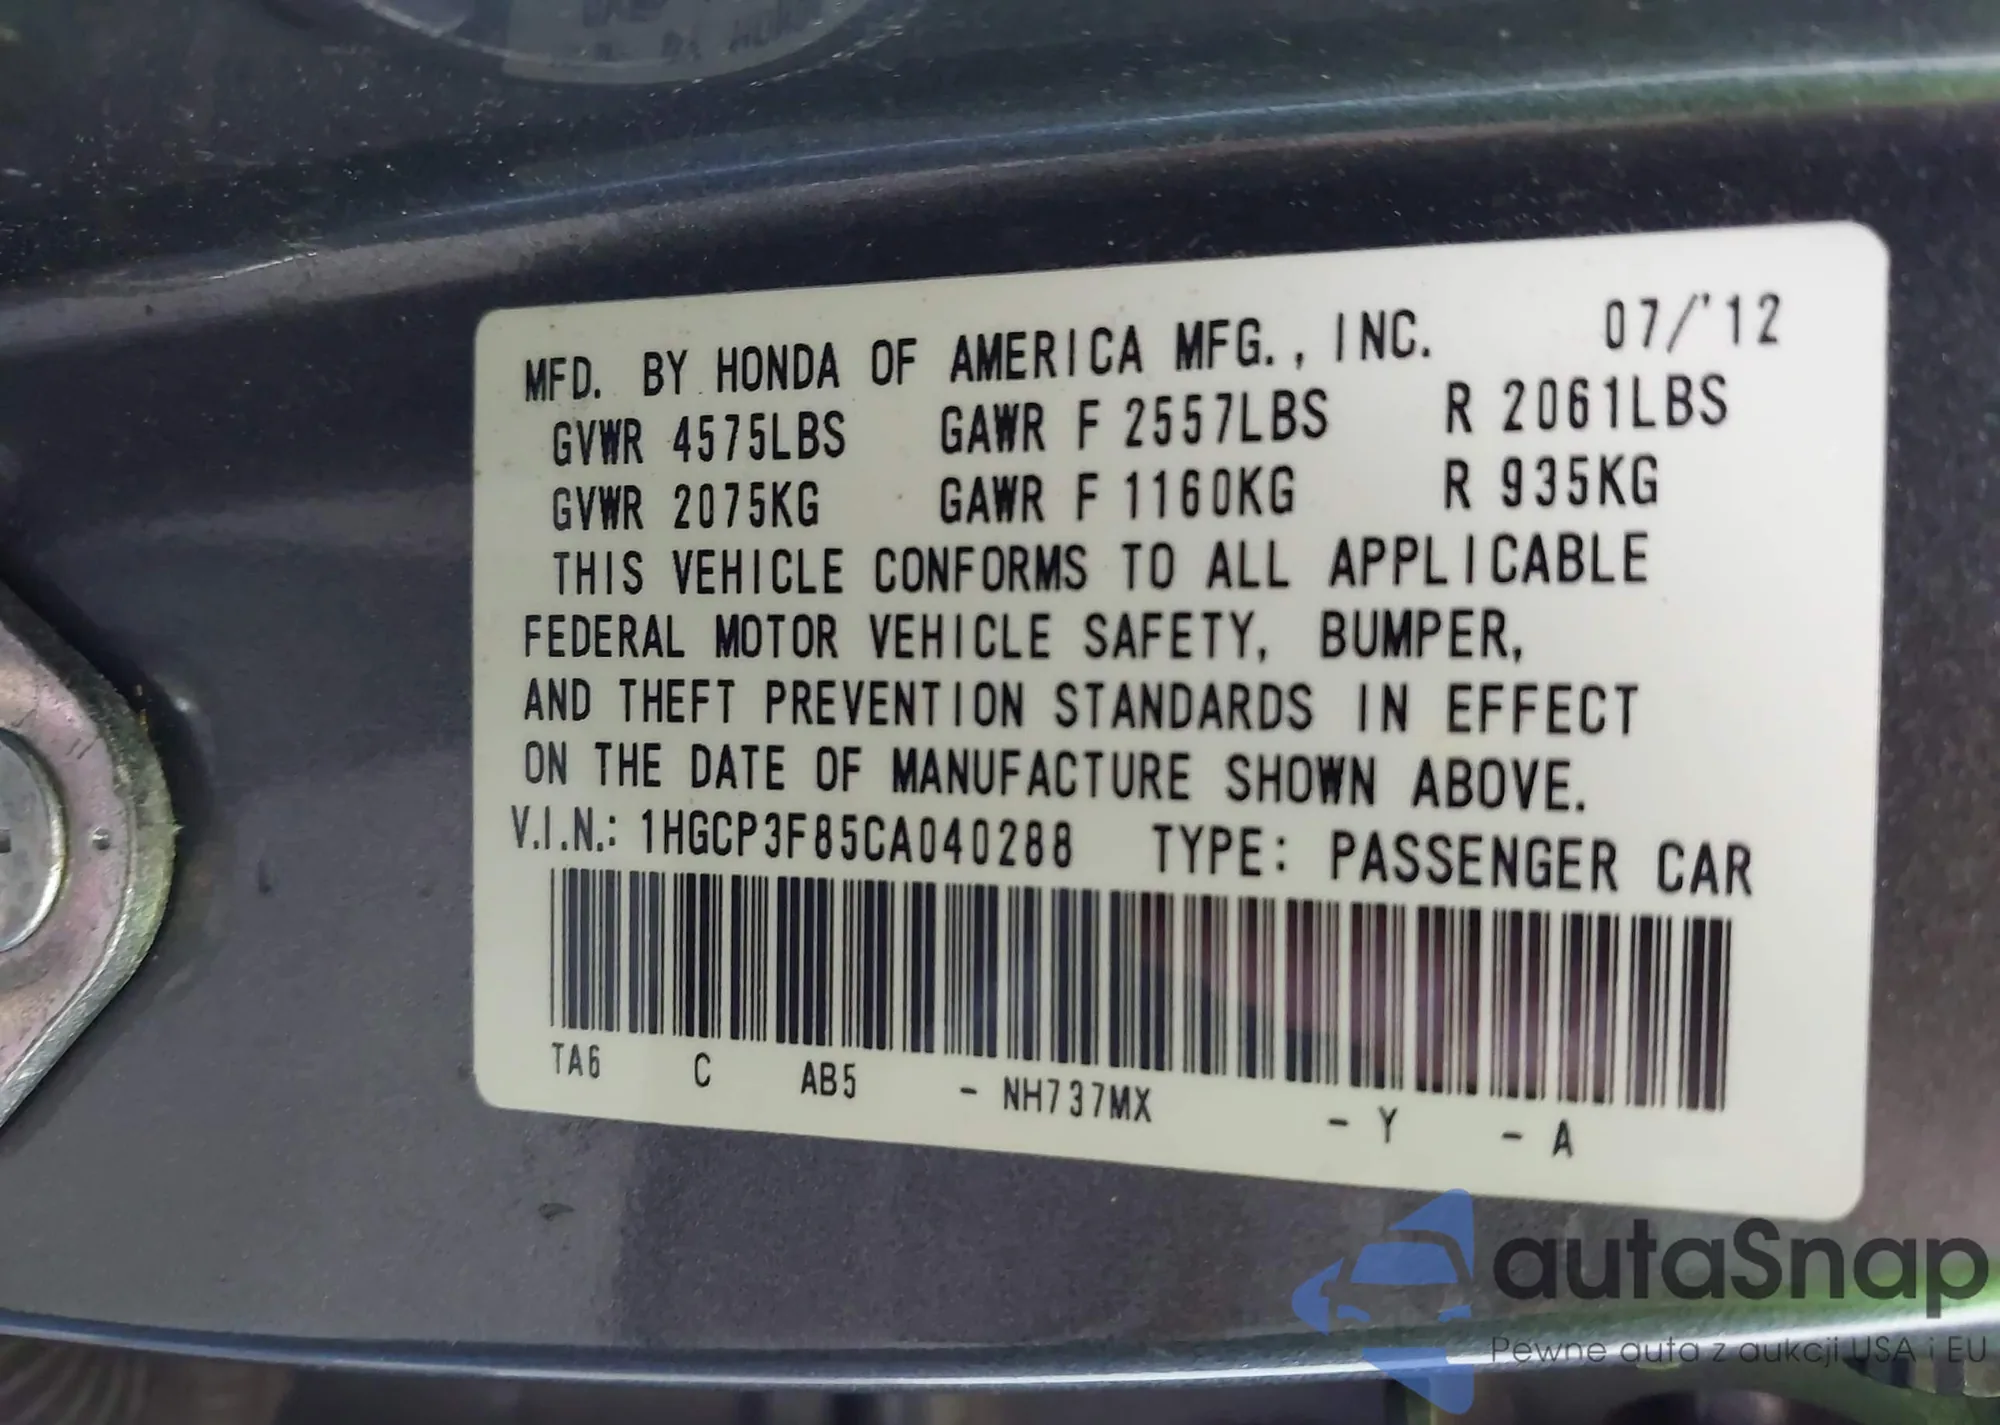 MFD. BY HONDA OF AMERICA MFG., INC. 07/'12
GVWR 4575LBS GAWR F 2557LBS R 2061LBS
GVWR 2075KG GAWR F 1160KG R 935KG
THIS VEHICLE CONFORMS TO ALL APPLICABLE
FEDERAL MOTOR VEHICLE SAFETY, BUMPER,
AND THEFT PREVENTION STANDARDS IN EFFECT
ON THE DATE OF MANUFACTURE SHOWN ABOVE.
V.I.N.: 1HGCP3F85CA040288 TYPE: PASSENGER CAR
TA6 C AB5 - NH737MX - Y - A
autaSnap
Pewne auta z aukcji USA i EU